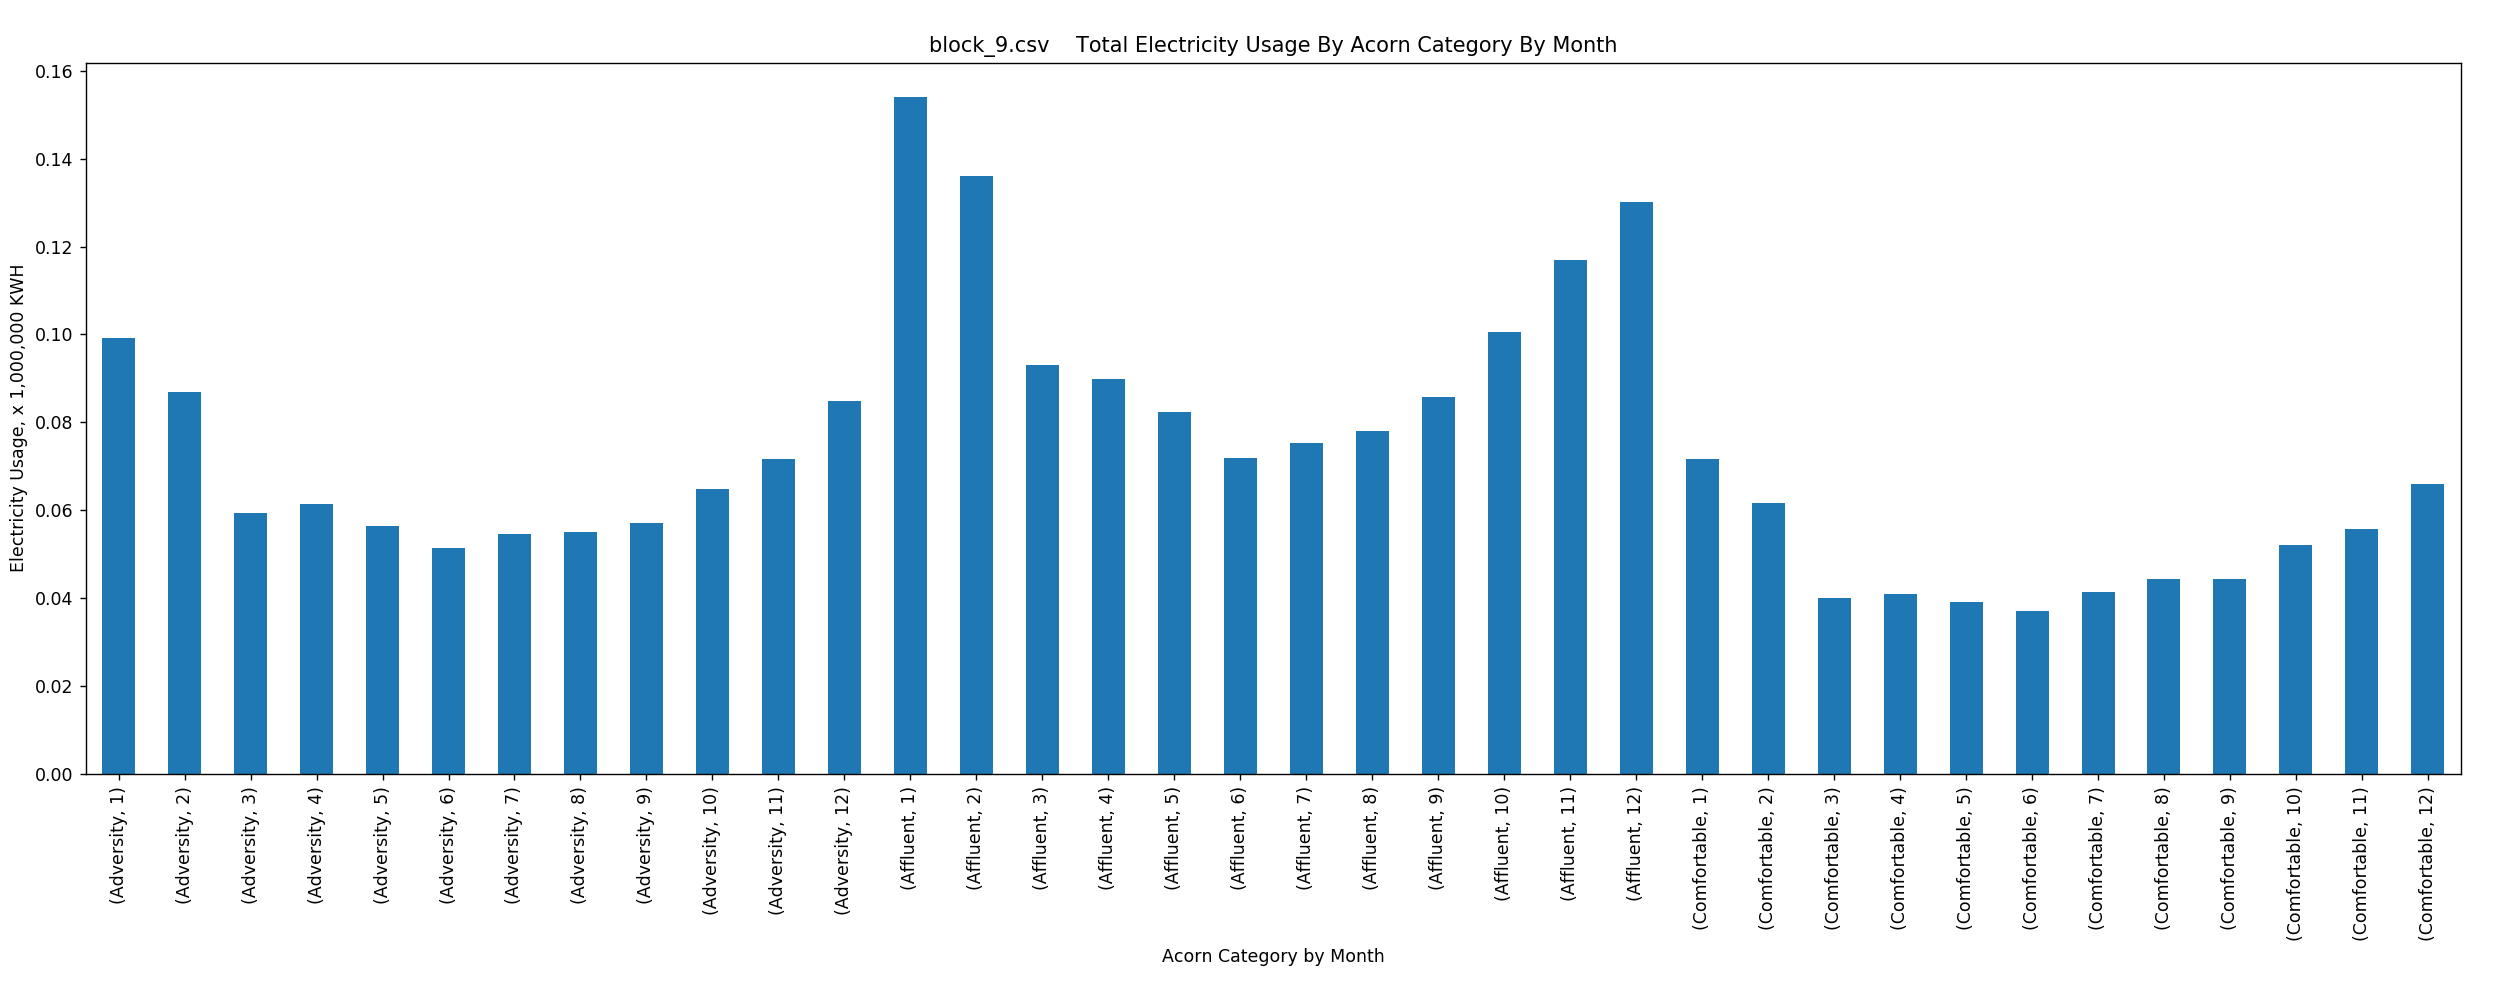 block_9.csv    Total Electricity Usage By Acorn Category By Month
Electricity Usage, x 1,000,000 KWH
0.16
0.14
0.12
0.10
0.08
0.06
0.04
0.02
0.00
(Adversity, 1)
(Adversity, 2)
(Adversity, 3)
(Adversity, 4)
(Adversity, 5)
(Adversity, 6)
(Adversity, 7)
(Adversity, 8)
(Adversity, 9)
(Adversity, 10)
(Adversity, 11)
(Adversity, 12)
(Affluent, 1)
(Affluent, 2)
(Affluent, 3)
(Affluent, 4)
(Affluent, 5)
(Affluent, 6)
(Affluent, 7)
(Affluent, 8)
(Affluent, 9)
(Affluent, 10)
(Affluent, 11)
(Affluent, 12)
(Comfortable, 1)
(Comfortable, 2)
(Comfortable, 3)
(Comfortable, 4)
(Comfortable, 5)
(Comfortable, 6)
(Comfortable, 7)
(Comfortable, 8)
(Comfortable, 9)
(Comfortable, 10)
(Comfortable, 11)
(Comfortable, 12)
Acorn Category by Month